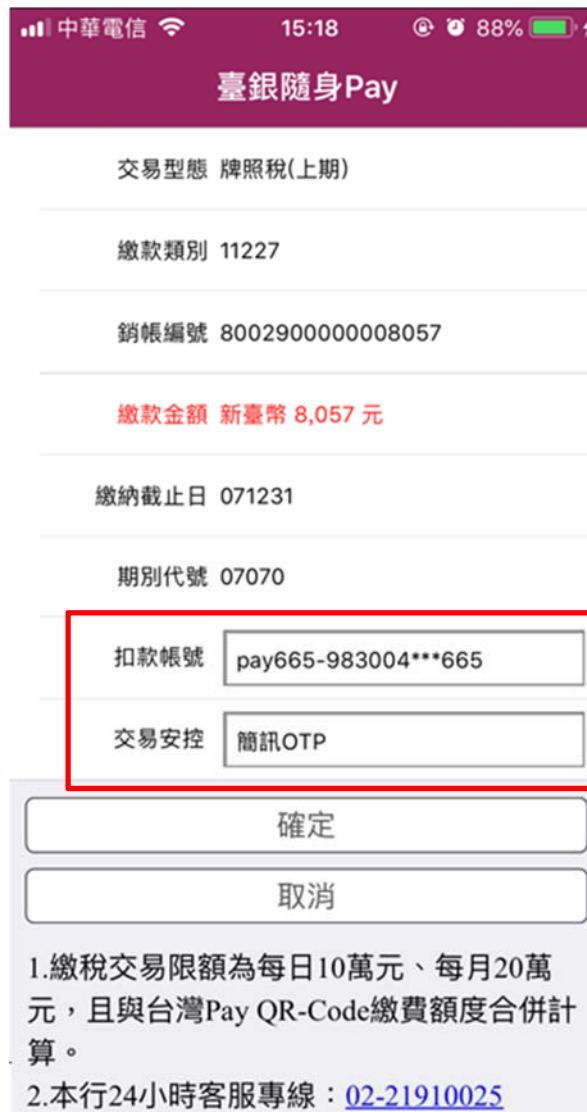 中華電信 15:18 88%
臺銀隨身Pay
交易型態 牌照稅(上期)
繳款類別 11227
銷帳編號 8002900000008057
繳款金額 新臺幣 8,057 元
繳納截止日 071231
期別代號 07070
扣款帳號 pay665-983004***665
交易安控 簡訊OTP
確定
取消
1.繳稅交易限額為每日10萬元、每月20萬
元，且與台灣Pay QR-Code繳費額度合併計
算。
2.本行24小時客服專線：02-21910025